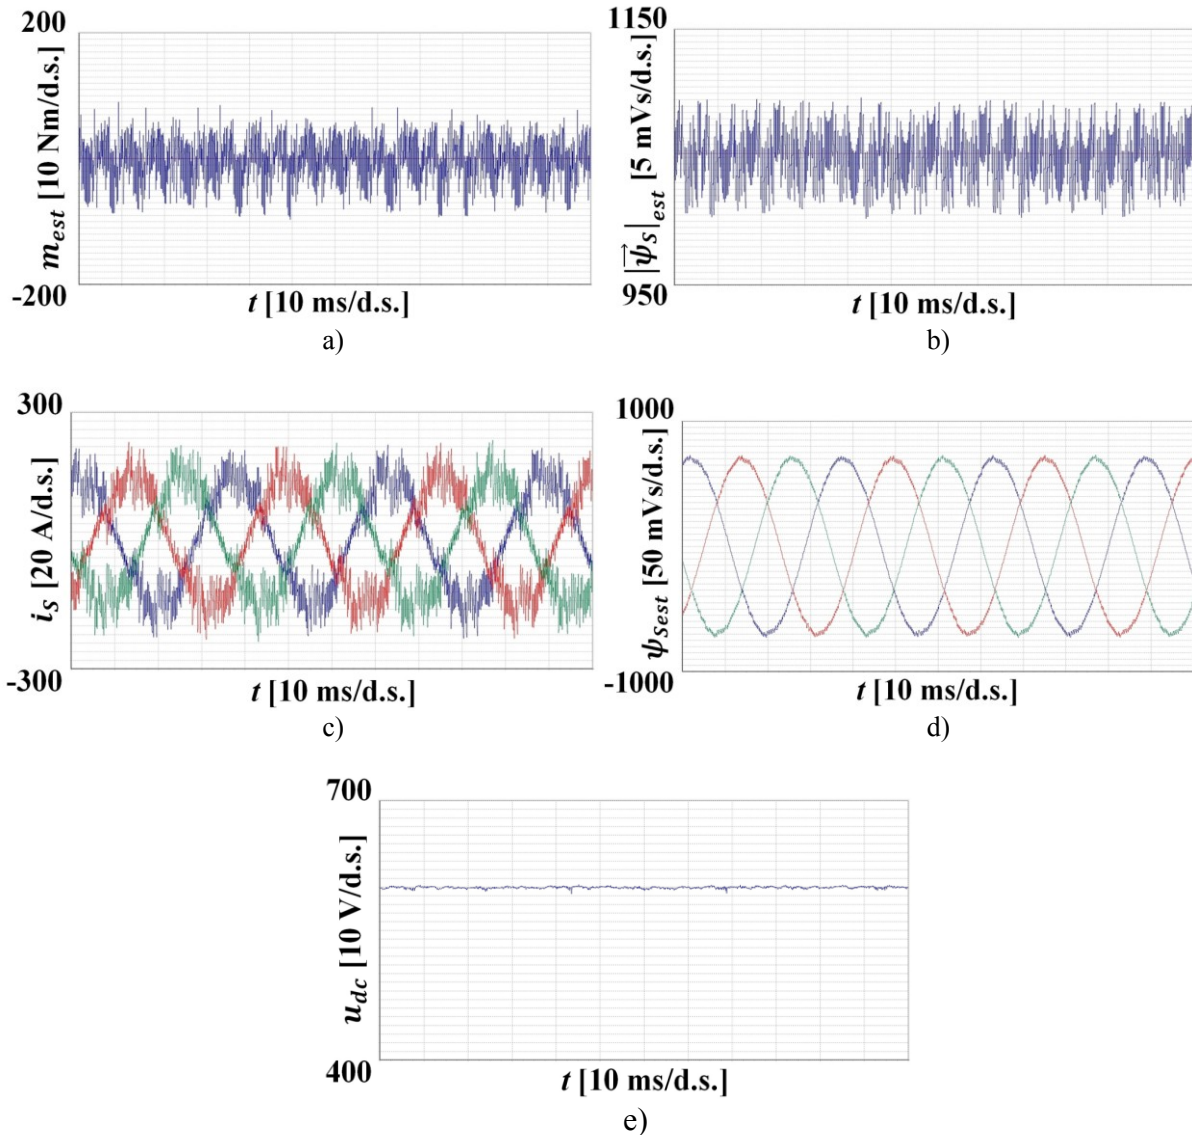 200
m_est [10 Nm/d.s.]
-200
t [10 ms/d.s.]
a)
1150
|ψ⃗_S|_est [5 mVs/d.s.]
950
t [10 ms/d.s.]
b)
300
i_S [20 A/d.s.]
-300
t [10 ms/d.s.]
c)
1000
ψ_Sest [50 mVs/d.s.]
-1000
t [10 ms/d.s.]
d)
700
u_dc [10 V/d.s.]
400
t [10 ms/d.s.]
e)